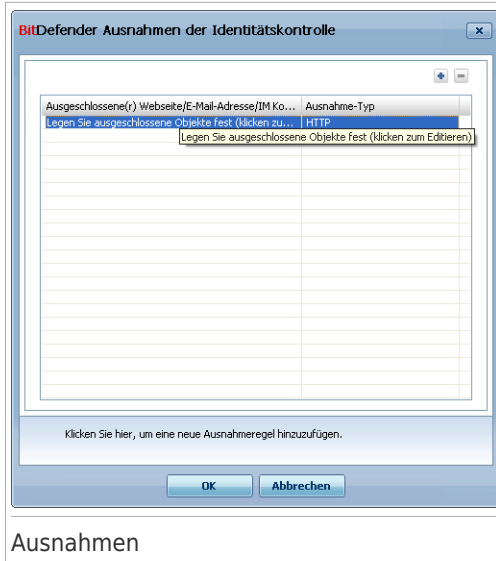 BitDefender Ausnahmen der Identitätskontrolle
Ausgeschlossene(r) Webseite/E-Mail-Adresse/IM Ko... Ausnahme-Typ
Legen Sie ausgeschlossene Objekte fest (klicken zu... HTTP
Legen Sie ausgeschlossene Objekte fest (klicken zum Editieren)
Klicken Sie hier, um eine neue Ausnahmeregel hinzuzufügen.
OK Abbrechen
Ausnahmen